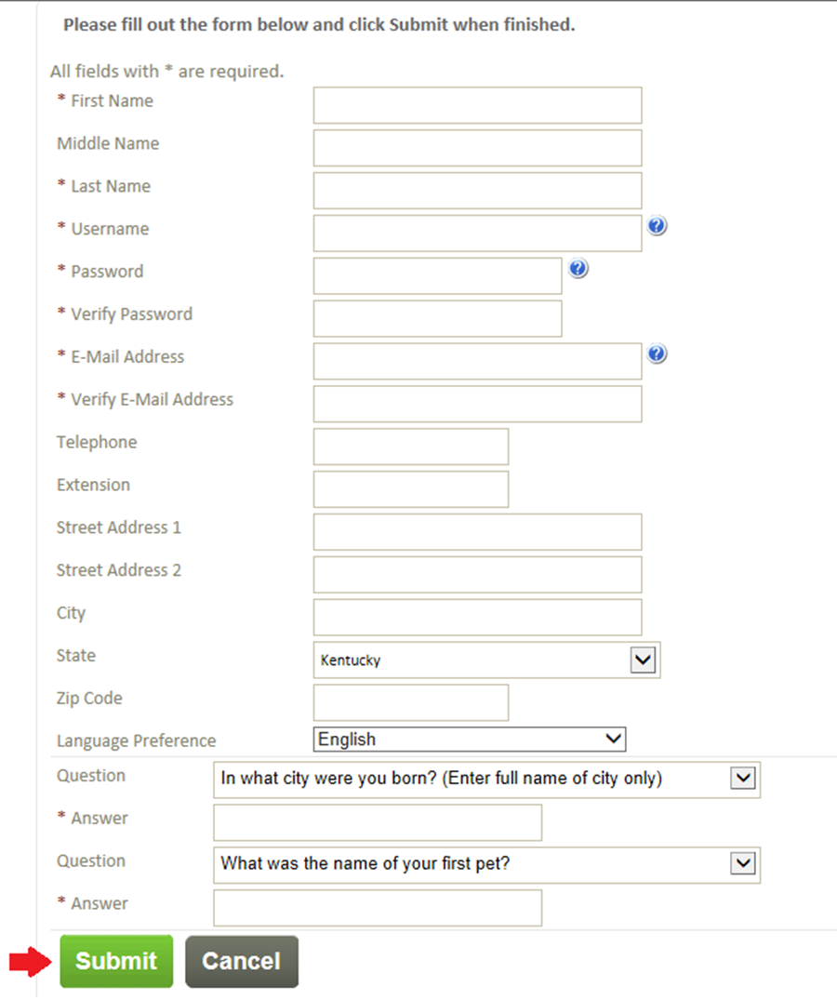 Please fill out the form below and click Submit when finished.
All fields with * are required.
* First Name
Middle Name
* Last Name
* Username
?
* Password
?
* Verify Password
* E-Mail Address
?
* Verify E-Mail Address
Telephone
Extension
Street Address 1
Street Address 2
City
State Kentucky
Zip Code
Language Preference English
Question In what city were you born? (Enter full name of city only)
* Answer
Question What was the name of your first pet?
* Answer
Submit Cancel